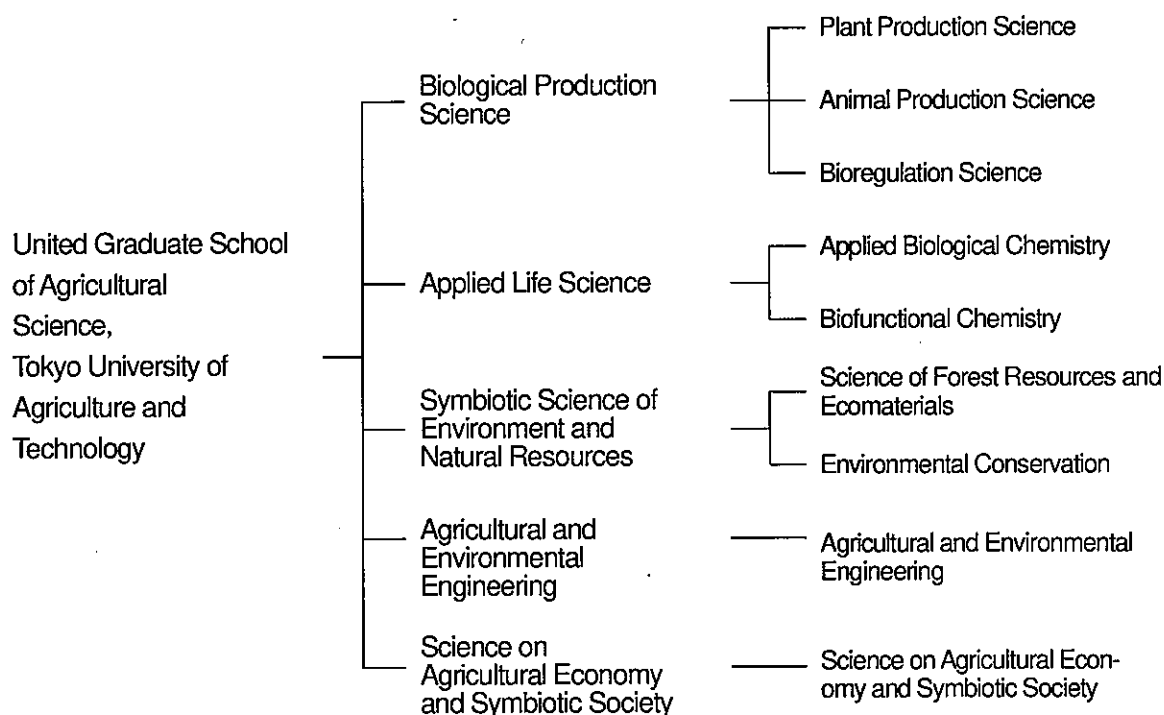 United Graduate School
of Agricultural
Science,
Tokyo University of
Agriculture and
Technology
Biological Production
Science
Plant Production Science
Animal Production Science
Bioregulation Science
Applied Life Science
Applied Biological Chemistry
Biofunctional Chemistry
Symbiotic Science of
Environment and
Natural Resources
Science of Forest Resources and
Ecomaterials
Environmental Conservation
Agricultural and
Environmental
Engineering
Agricultural and Environmental
Engineering
Science on
Agricultural Economy
and Symbiotic Society
Science on Agricultural Econ-
omy and Symbiotic Society